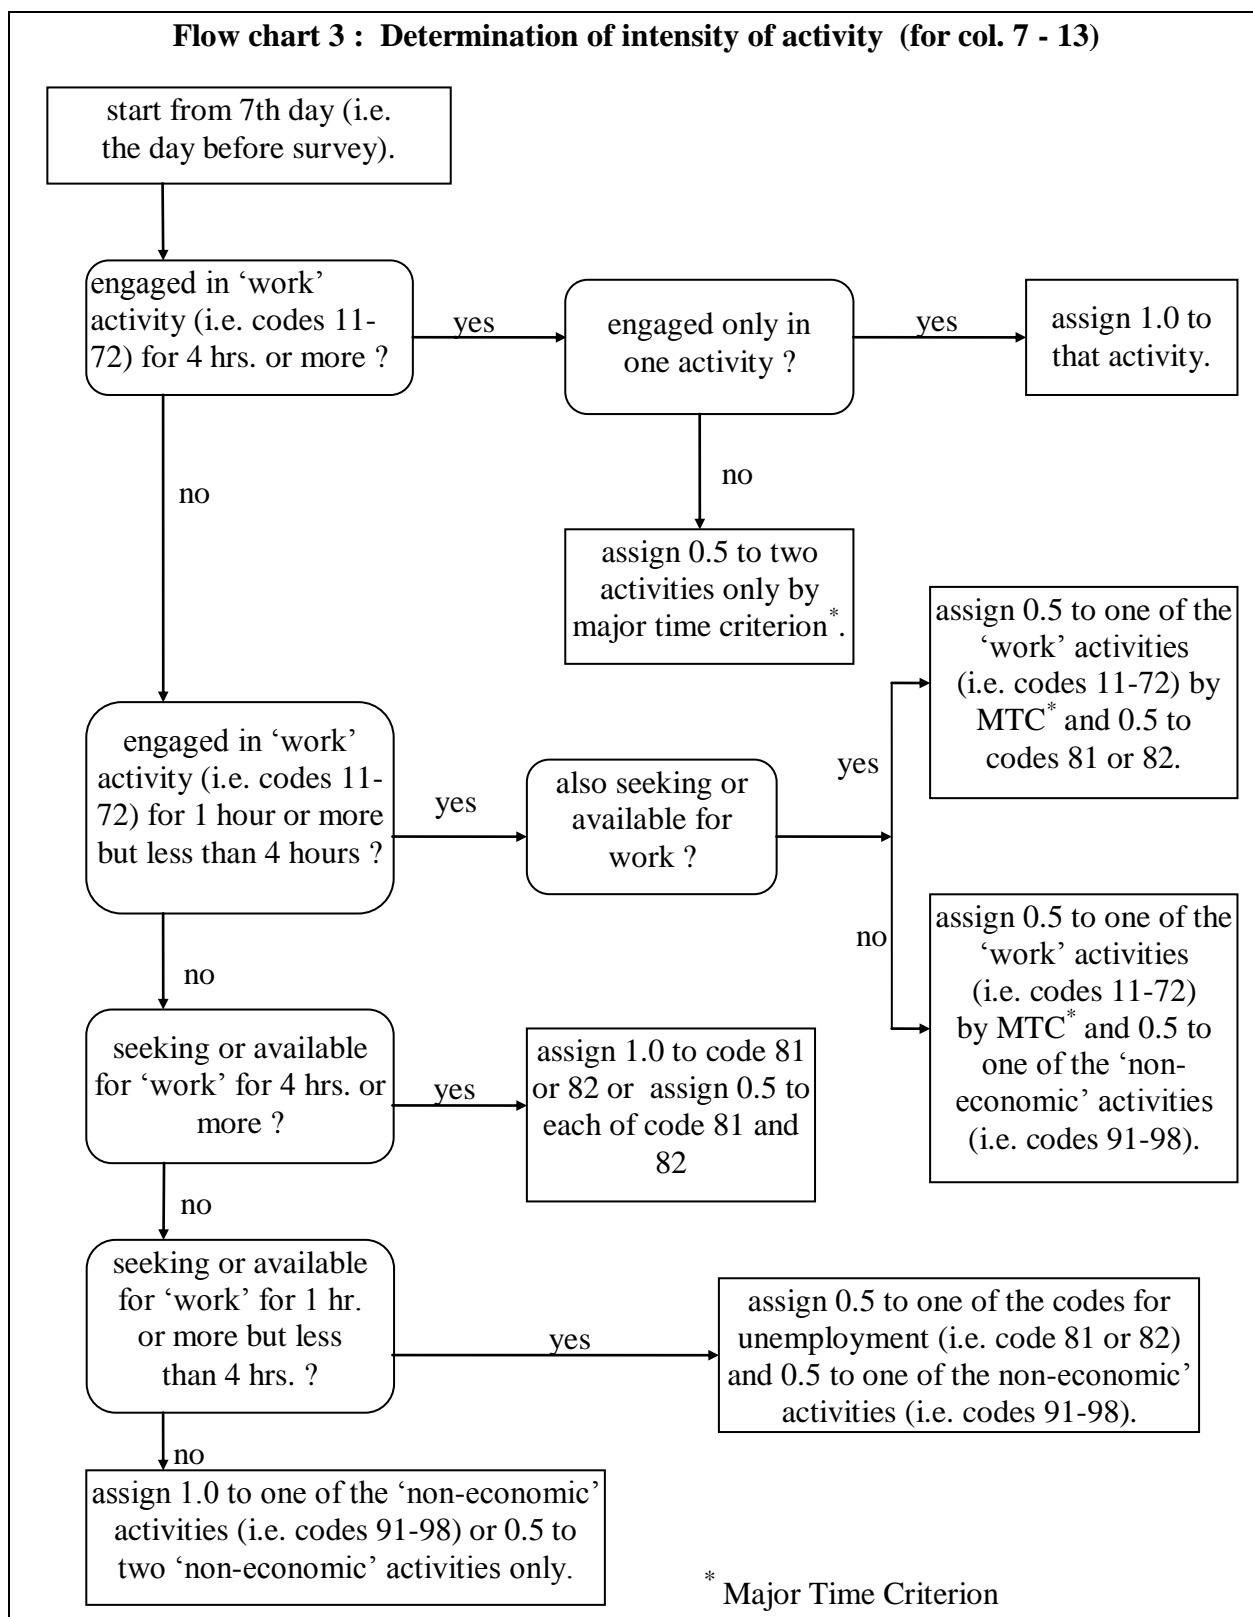 Flow chart 3 :  Determination of intensity of activity  (for col. 7 - 13)
start from 7th day (i.e.
the day before survey).
engaged in ‘work’
activity (i.e. codes 11-
72) for 4 hrs. or more ?
yes
engaged only in
one activity ?
yes
assign 1.0 to
that activity.
no
no
assign 0.5 to two
activities only by
major time criterion*.
engaged in ‘work’
activity (i.e. codes 11-
72) for 1 hour or more
but less than 4 hours ?
yes
also seeking or
available for
work ?
yes
assign 0.5 to one of the
‘work’ activities
(i.e. codes 11-72) by
MTC* and 0.5 to
codes 81 or 82.
no
assign 0.5 to one of the
‘work’ activities
(i.e. codes 11-72)
by MTC* and 0.5 to
one of the ‘non-
economic’ activities
(i.e. codes 91-98).
no
seeking or available
for ‘work’ for 4 hrs. or
more ?
yes
assign 1.0 to code 81
or 82 or  assign 0.5 to
each of code 81 and
82
no
seeking or available
for ‘work’ for 1 hr.
or more but less
than 4 hrs. ?
yes
assign 0.5 to one of the codes for
unemployment (i.e. code 81 or 82)
and 0.5 to one of the non-economic’
activities (i.e. codes 91-98).
no
assign 1.0 to one of the ‘non-economic’
activities (i.e. codes 91-98) or 0.5 to
two ‘non-economic’ activities only.
* Major Time Criterion